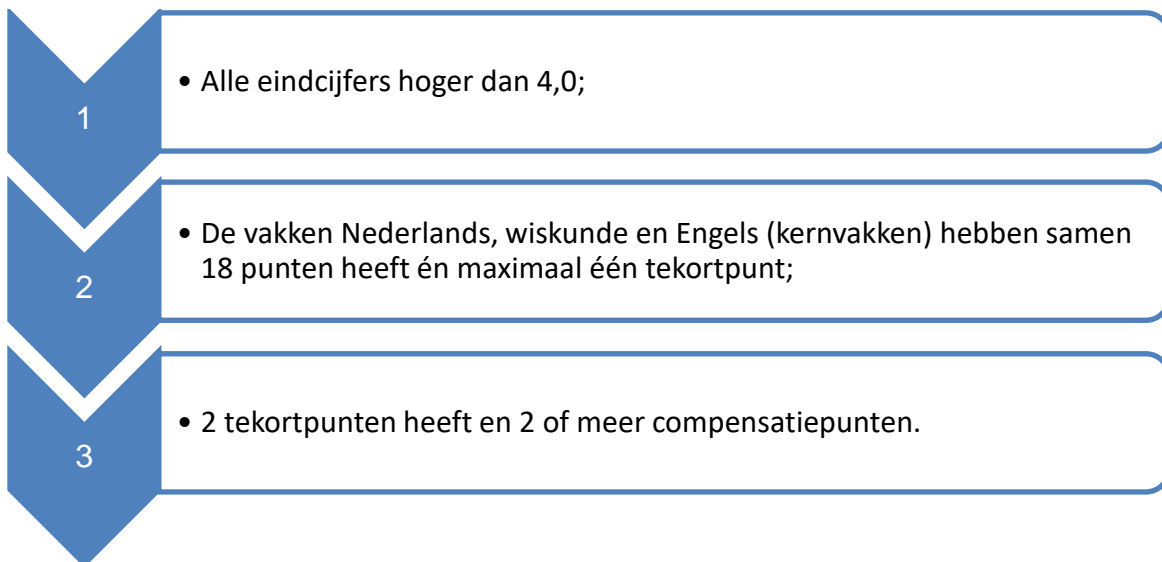 1
• Alle eindcijfers hoger dan 4,0;
2
• De vakken Nederlands, wiskunde en Engels (kernvakken) hebben samen
18 punten heeft én maximaal één tekortpunt;
3
• 2 tekortpunten heeft en 2 of meer compensatiepunten.